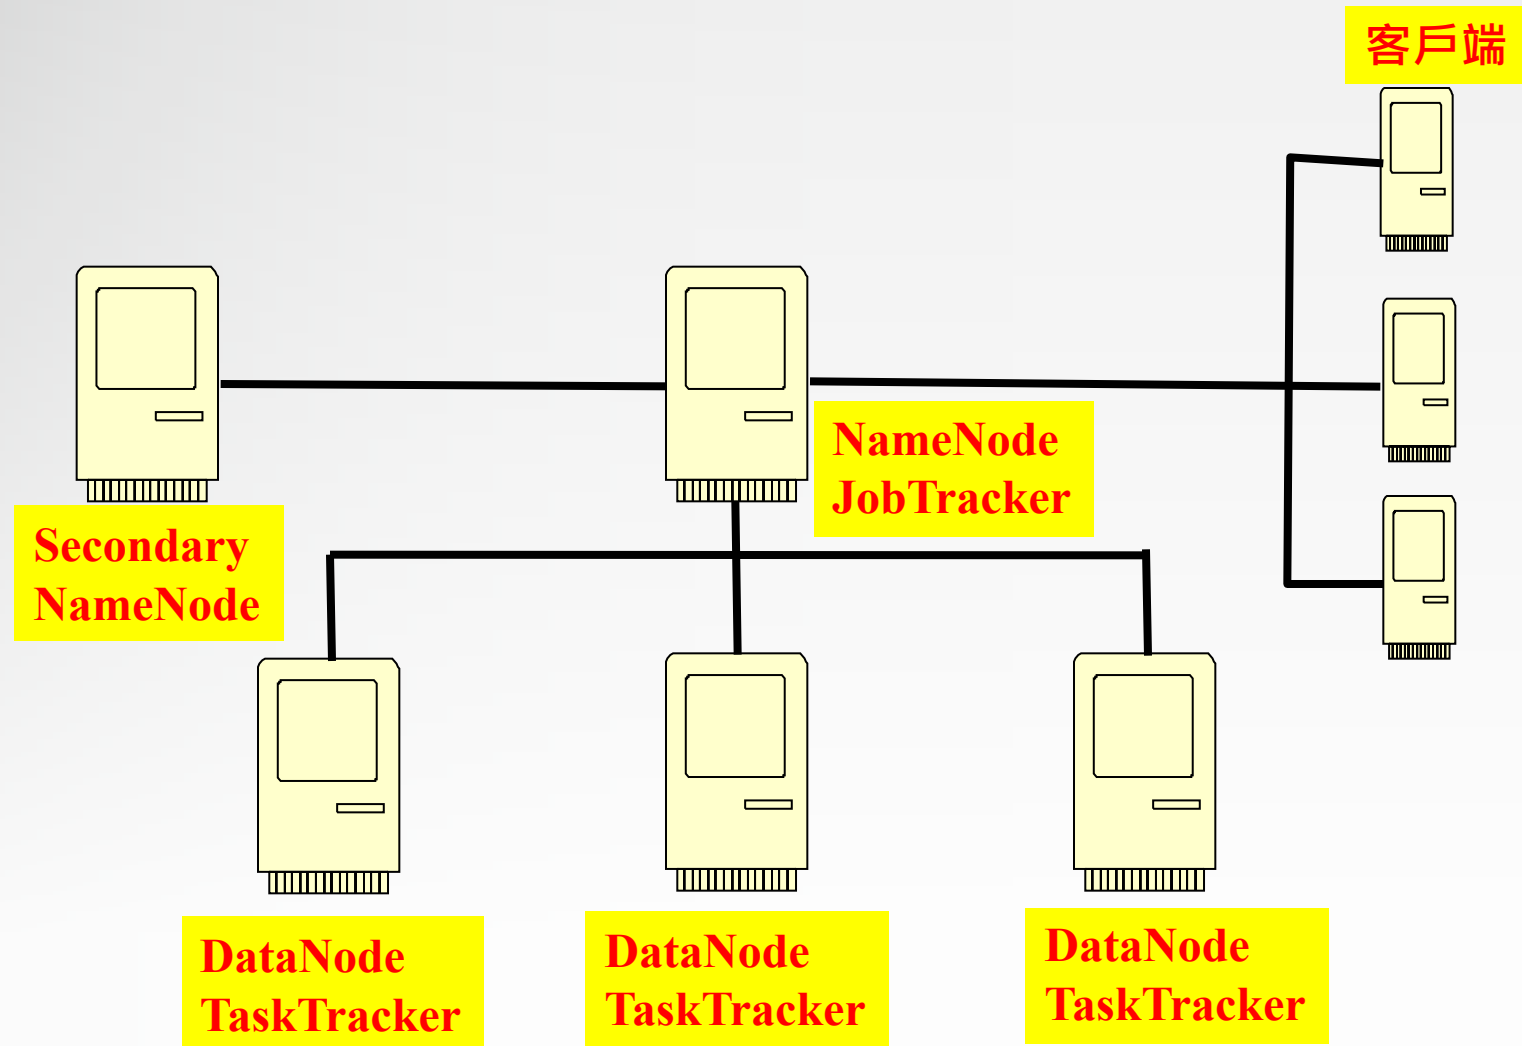 客戶端
NameNode
JobTracker
Secondary
NameNode
DataNode
TaskTracker
DataNode
TaskTracker
DataNode
TaskTracker